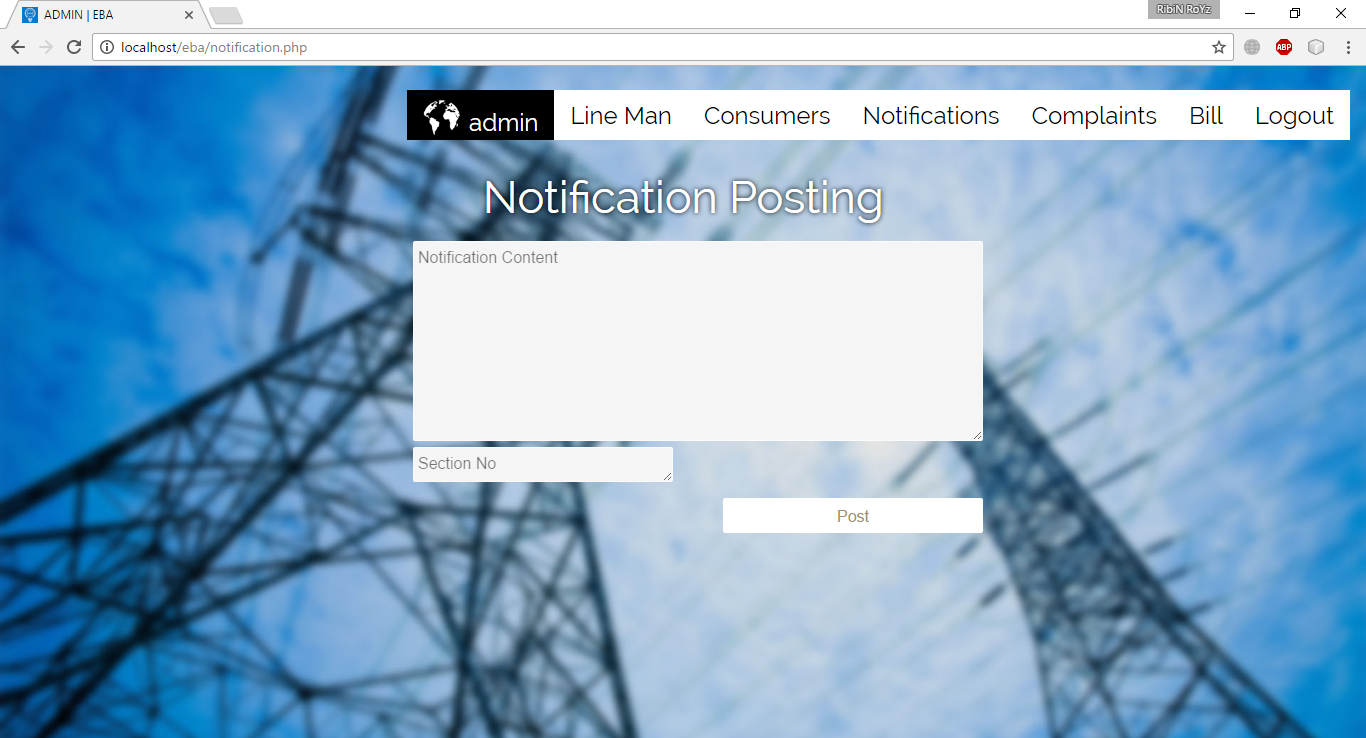 ADMIN | EBA
RibiN RoYz
localhost/eba/notification.php
ABP
admin Line Man Consumers Notifications Complaints Bill Logout
Notification Posting
Notification Content
Section No
Post